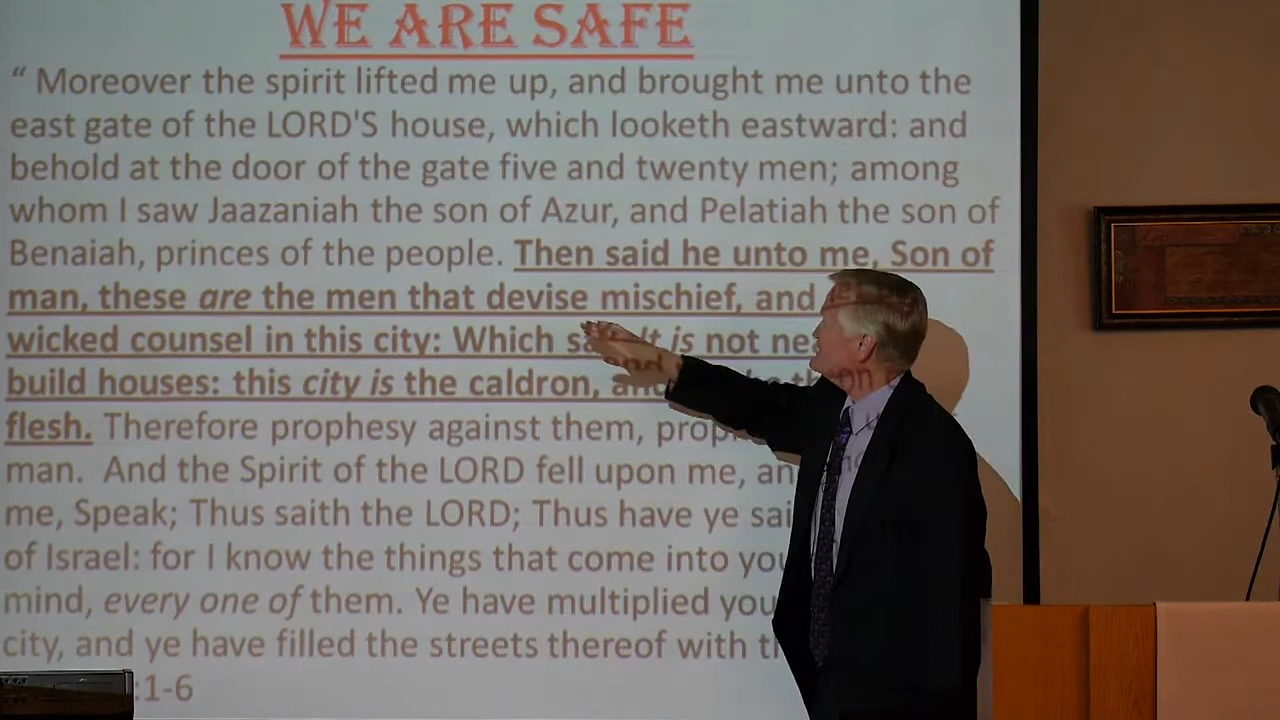 WE ARE SAFE
“ Moreover the spirit lifted me up, and brought me unto the
east gate of the LORD'S house, which looketh eastward: and
behold at the door of the gate five and twenty men; among
whom I saw Jaazaniah the son of Azur, and Pelatiah the son of
Benaiah, princes of the people. Then said he unto me, Son of
man, these are the men that devise mischief, and
wicked counsel in this city: Which It is not
build houses: this city is the caldron,
flesh. Therefore prophesy against them,
man. And the Spirit of the LORD fell upon me,
me, Speak; Thus saith the LORD; Thus have ye
of Israel: for I know the things that come into
mind, every one of them. Ye have multiplied
city, and ye have filled the streets thereof with
:1-6